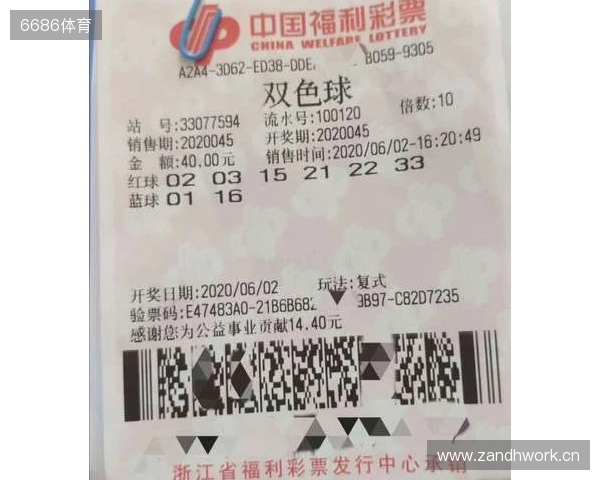 6686体育
中国福利彩票
CHINA WELFARE LOTTERY
A2A4-3D62-ED38-DDE B059-9305
双色球
站 号:33077594 流水号:100120 倍数:10
销售期:2020045 开奖期:2020045
金 额:40.00元 销售时间:2020/06/02-16:20:49
红球 02 03 15 21 22 33
蓝球 01 16
开奖日期:2020/06/02 玩法:复式
验票码:E47483A0-21B6B682 9B97-C82D7235
感谢您为公益事业贡献14.40元
浙江省福利彩票发行中心承销
www.zandhwork.cn